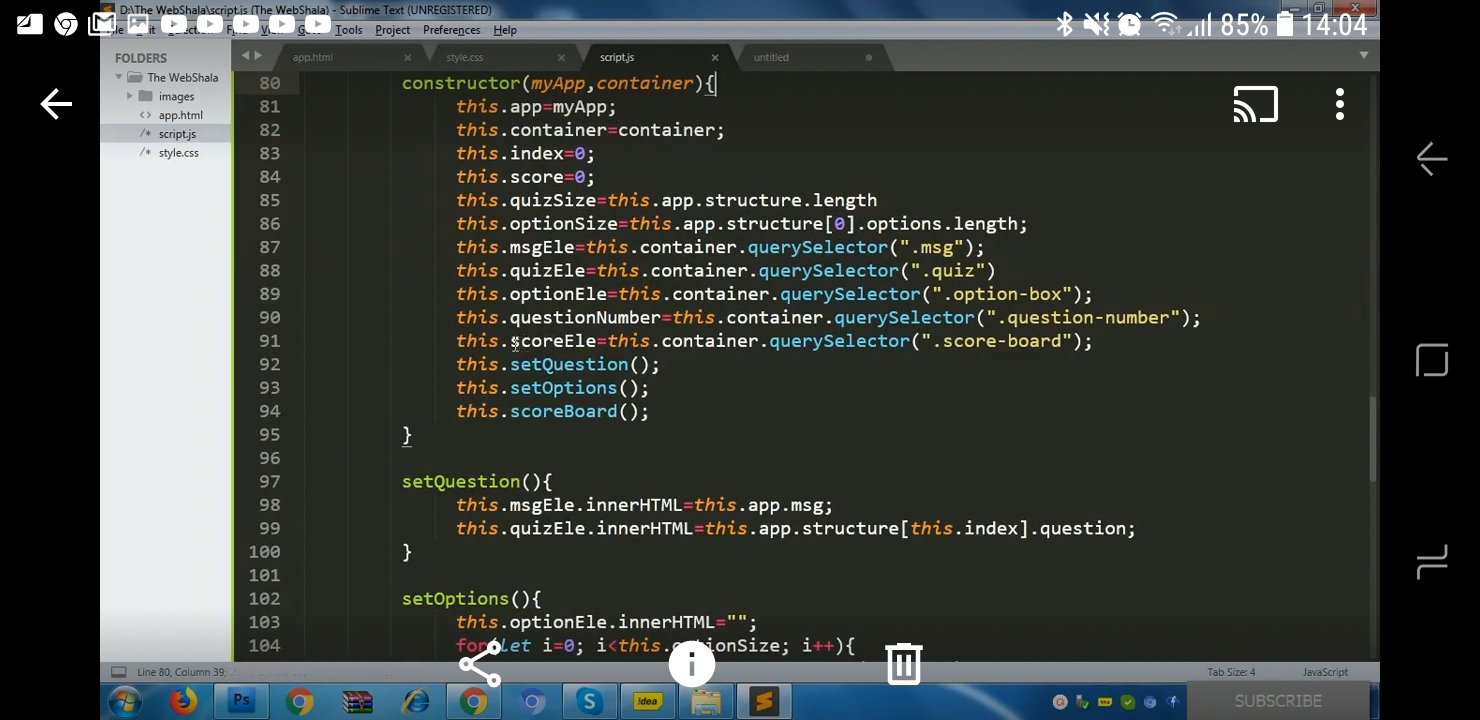 D:\The WebShala\script.js (The WebShala) - Sublime Text (UNREGISTERED)
85% 14:04
Tools Project Preferences Help
FOLDERS
The WebShala
images
app.html
script.js
style.css
app.html style.css script.js untitled
80 constructor(myApp,container){
81 this.app=myApp;
82 this.container=container;
83 this.index=0;
84 this.score=0;
85 this.quizSize=this.app.structure.length
86 this.optionSize=this.app.structure[0].options.length;
87 this.msgEle=this.container.querySelector(".msg");
88 this.quizEle=this.container.querySelector(".quiz")
89 this.optionEle=this.container.querySelector(".option-box");
90 this.questionNumber=this.container.querySelector(".question-number");
91 this.scoreEle=this.container.querySelector(".score-board");
92 this.setQuestion();
93 this.setOptions();
94 this.scoreBoard();
95 }
96
97 setQuestion(){
98 this.msgEle.innerHTML=this.app.msg;
99 this.quizEle.innerHTML=this.app.structure[this.index].question;
100 }
101
102 setOptions(){
103 this.optionEle.innerHTML="";
104 for(let i=0; i<this.optionSize; i++){
Line 80, Column 39 Tab Size: 4 JavaScript
Ps
S
!dea
SUBSCRIBE